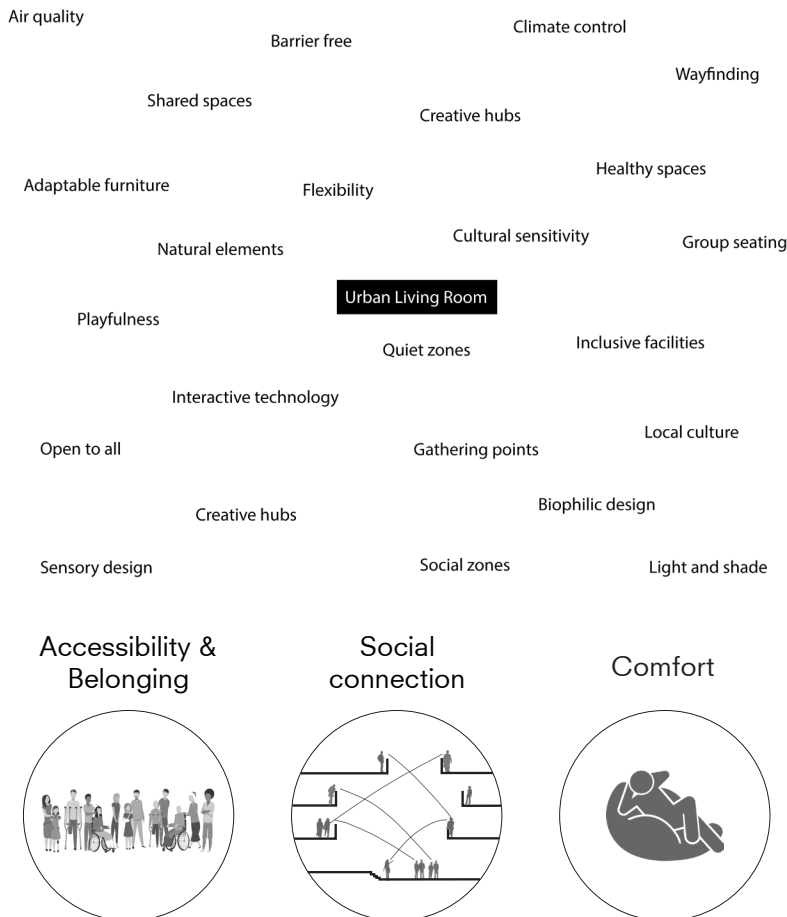 Air quality
Barrier free
Climate control
Wayfinding
Shared spaces
Creative hubs
Healthy spaces
Adaptable furniture
Flexibility
Cultural sensitivity
Group seating
Natural elements
Urban Living Room
Playfulness
Quiet zones
Inclusive facilities
Interactive technology
Local culture
Open to all
Gathering points
Creative hubs
Biophilic design
Sensory design
Social zones
Light and shade
Accessibility &
Belonging
Social
connection
Comfort